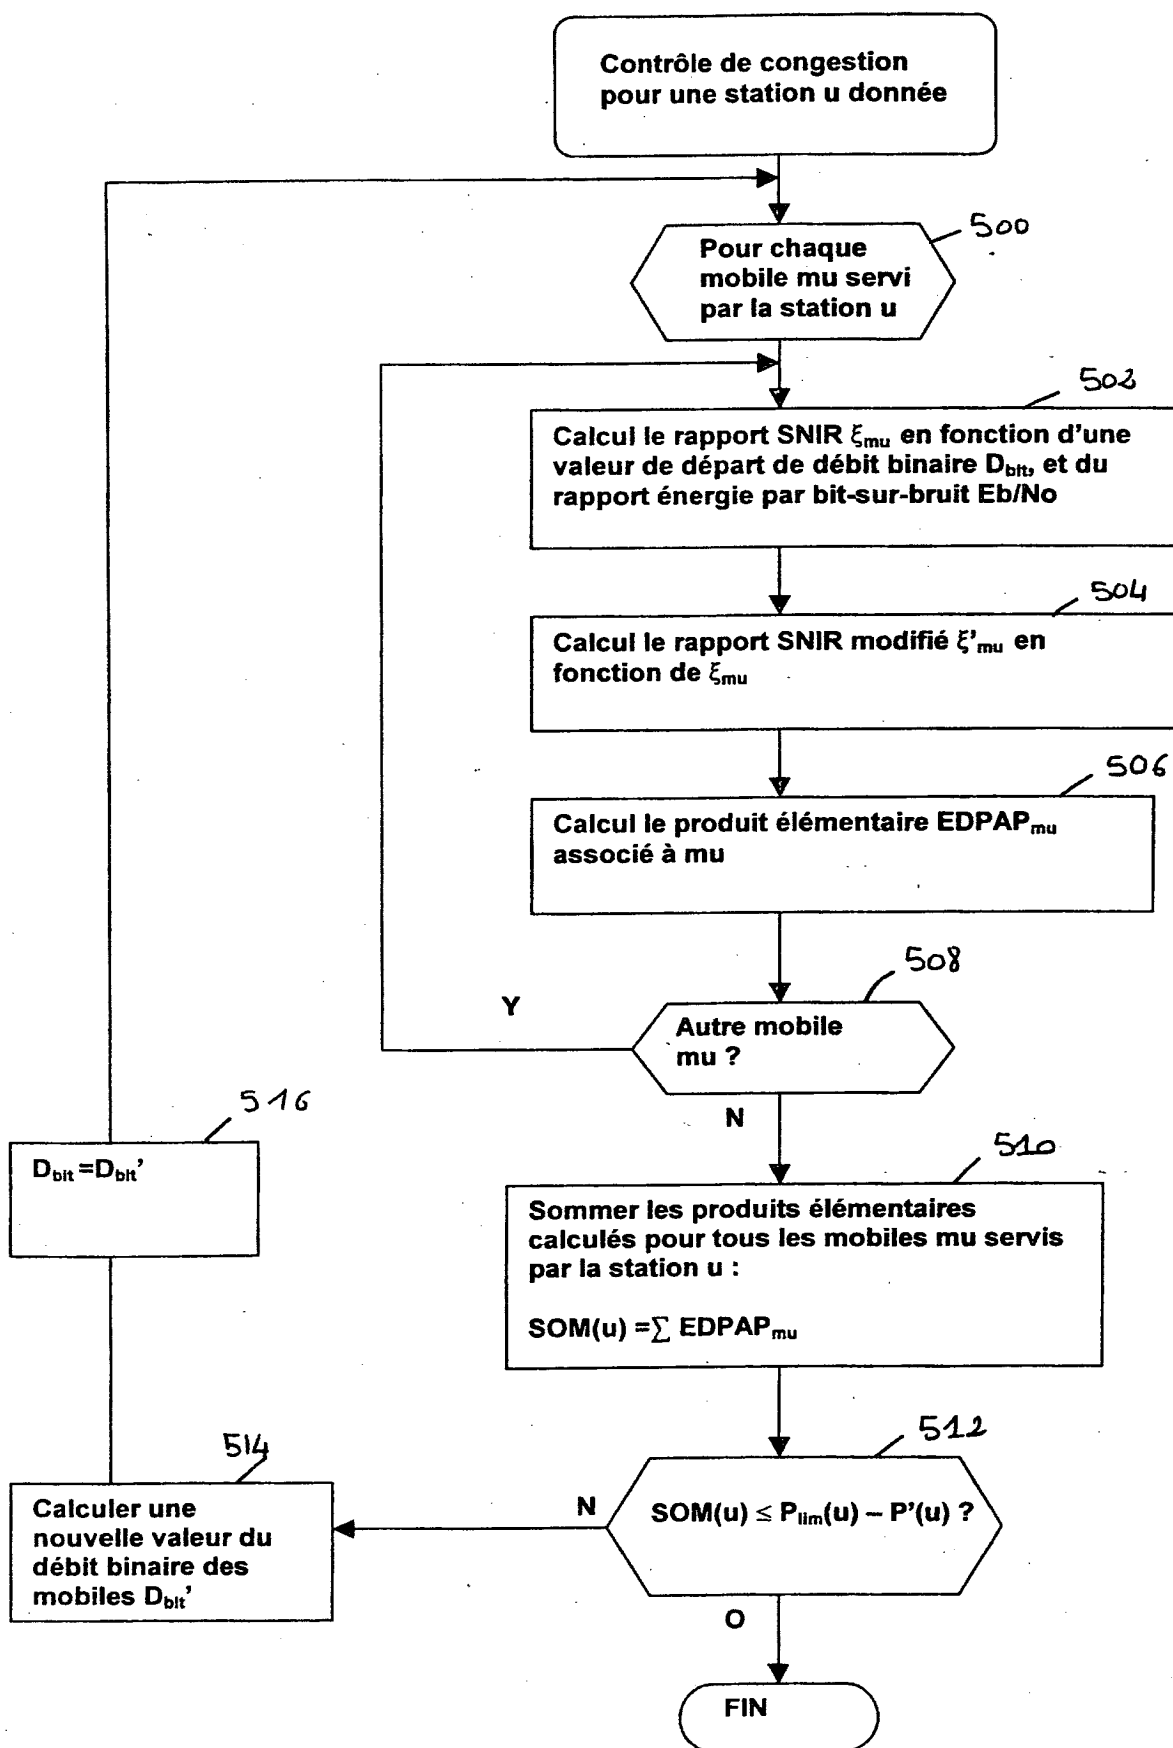 Contrôle de congestion
pour une station u donnée
500
Pour chaque
mobile mu servi
par la station u
502
Calcul le rapport SNIR ξmu en fonction d'une
valeur de départ de débit binaire Dbit, et du
rapport énergie par bit-sur-bruit Eb/No
504
Calcul le rapport SNIR modifié ξ'mu en
fonction de ξmu
506
Calcul le produit élémentaire EDPAPmu
associé à mu
508
Y
Autre mobile
mu ?
N
516
Dbit =Dbit'
510
Sommer les produits élémentaires
calculés pour tous les mobiles mu servis
par la station u :
SOM(u) =∑ EDPAPmu
512
514
N
SOM(u) ≤ Plim(u) – P'(u) ?
Calculer une
nouvelle valeur du
débit binaire des
mobiles Dbit'
O
FIN